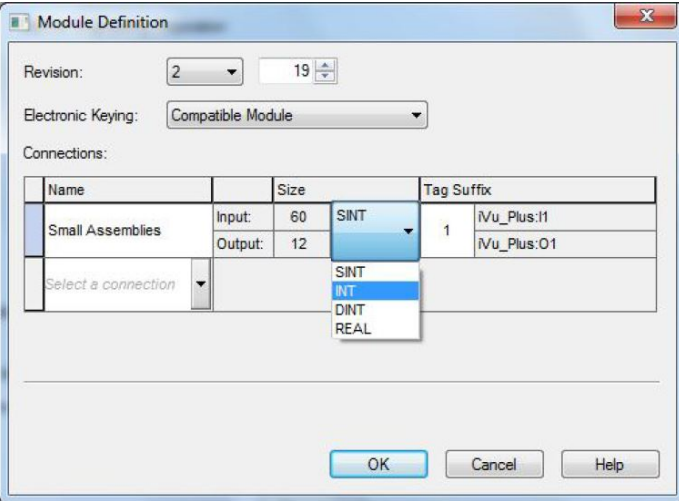 Module Definition
Revision: 2 19
Electronic Keying: Compatible Module
Connections:
Name Size Tag Suffix
Small Assemblies Input: 60 SINT 1 iVu_Plus:I1
Output: 12 iVu_Plus:O1
Select a connection
SINT
INT
DINT
REAL
OK Cancel Help